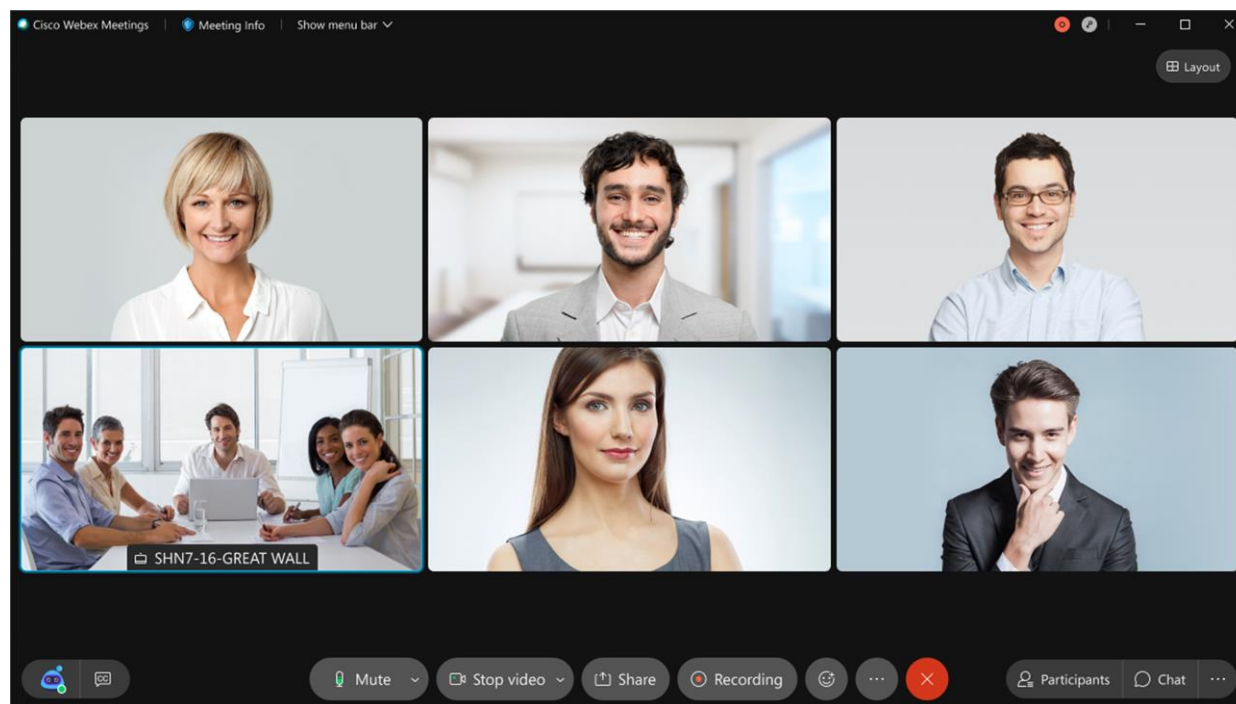 Cisco Webex Meetings Meeting Info Show menu bar
Layout
SHN7-16-GREAT WALL
CC Mute Stop video Share Recording Participants Chat